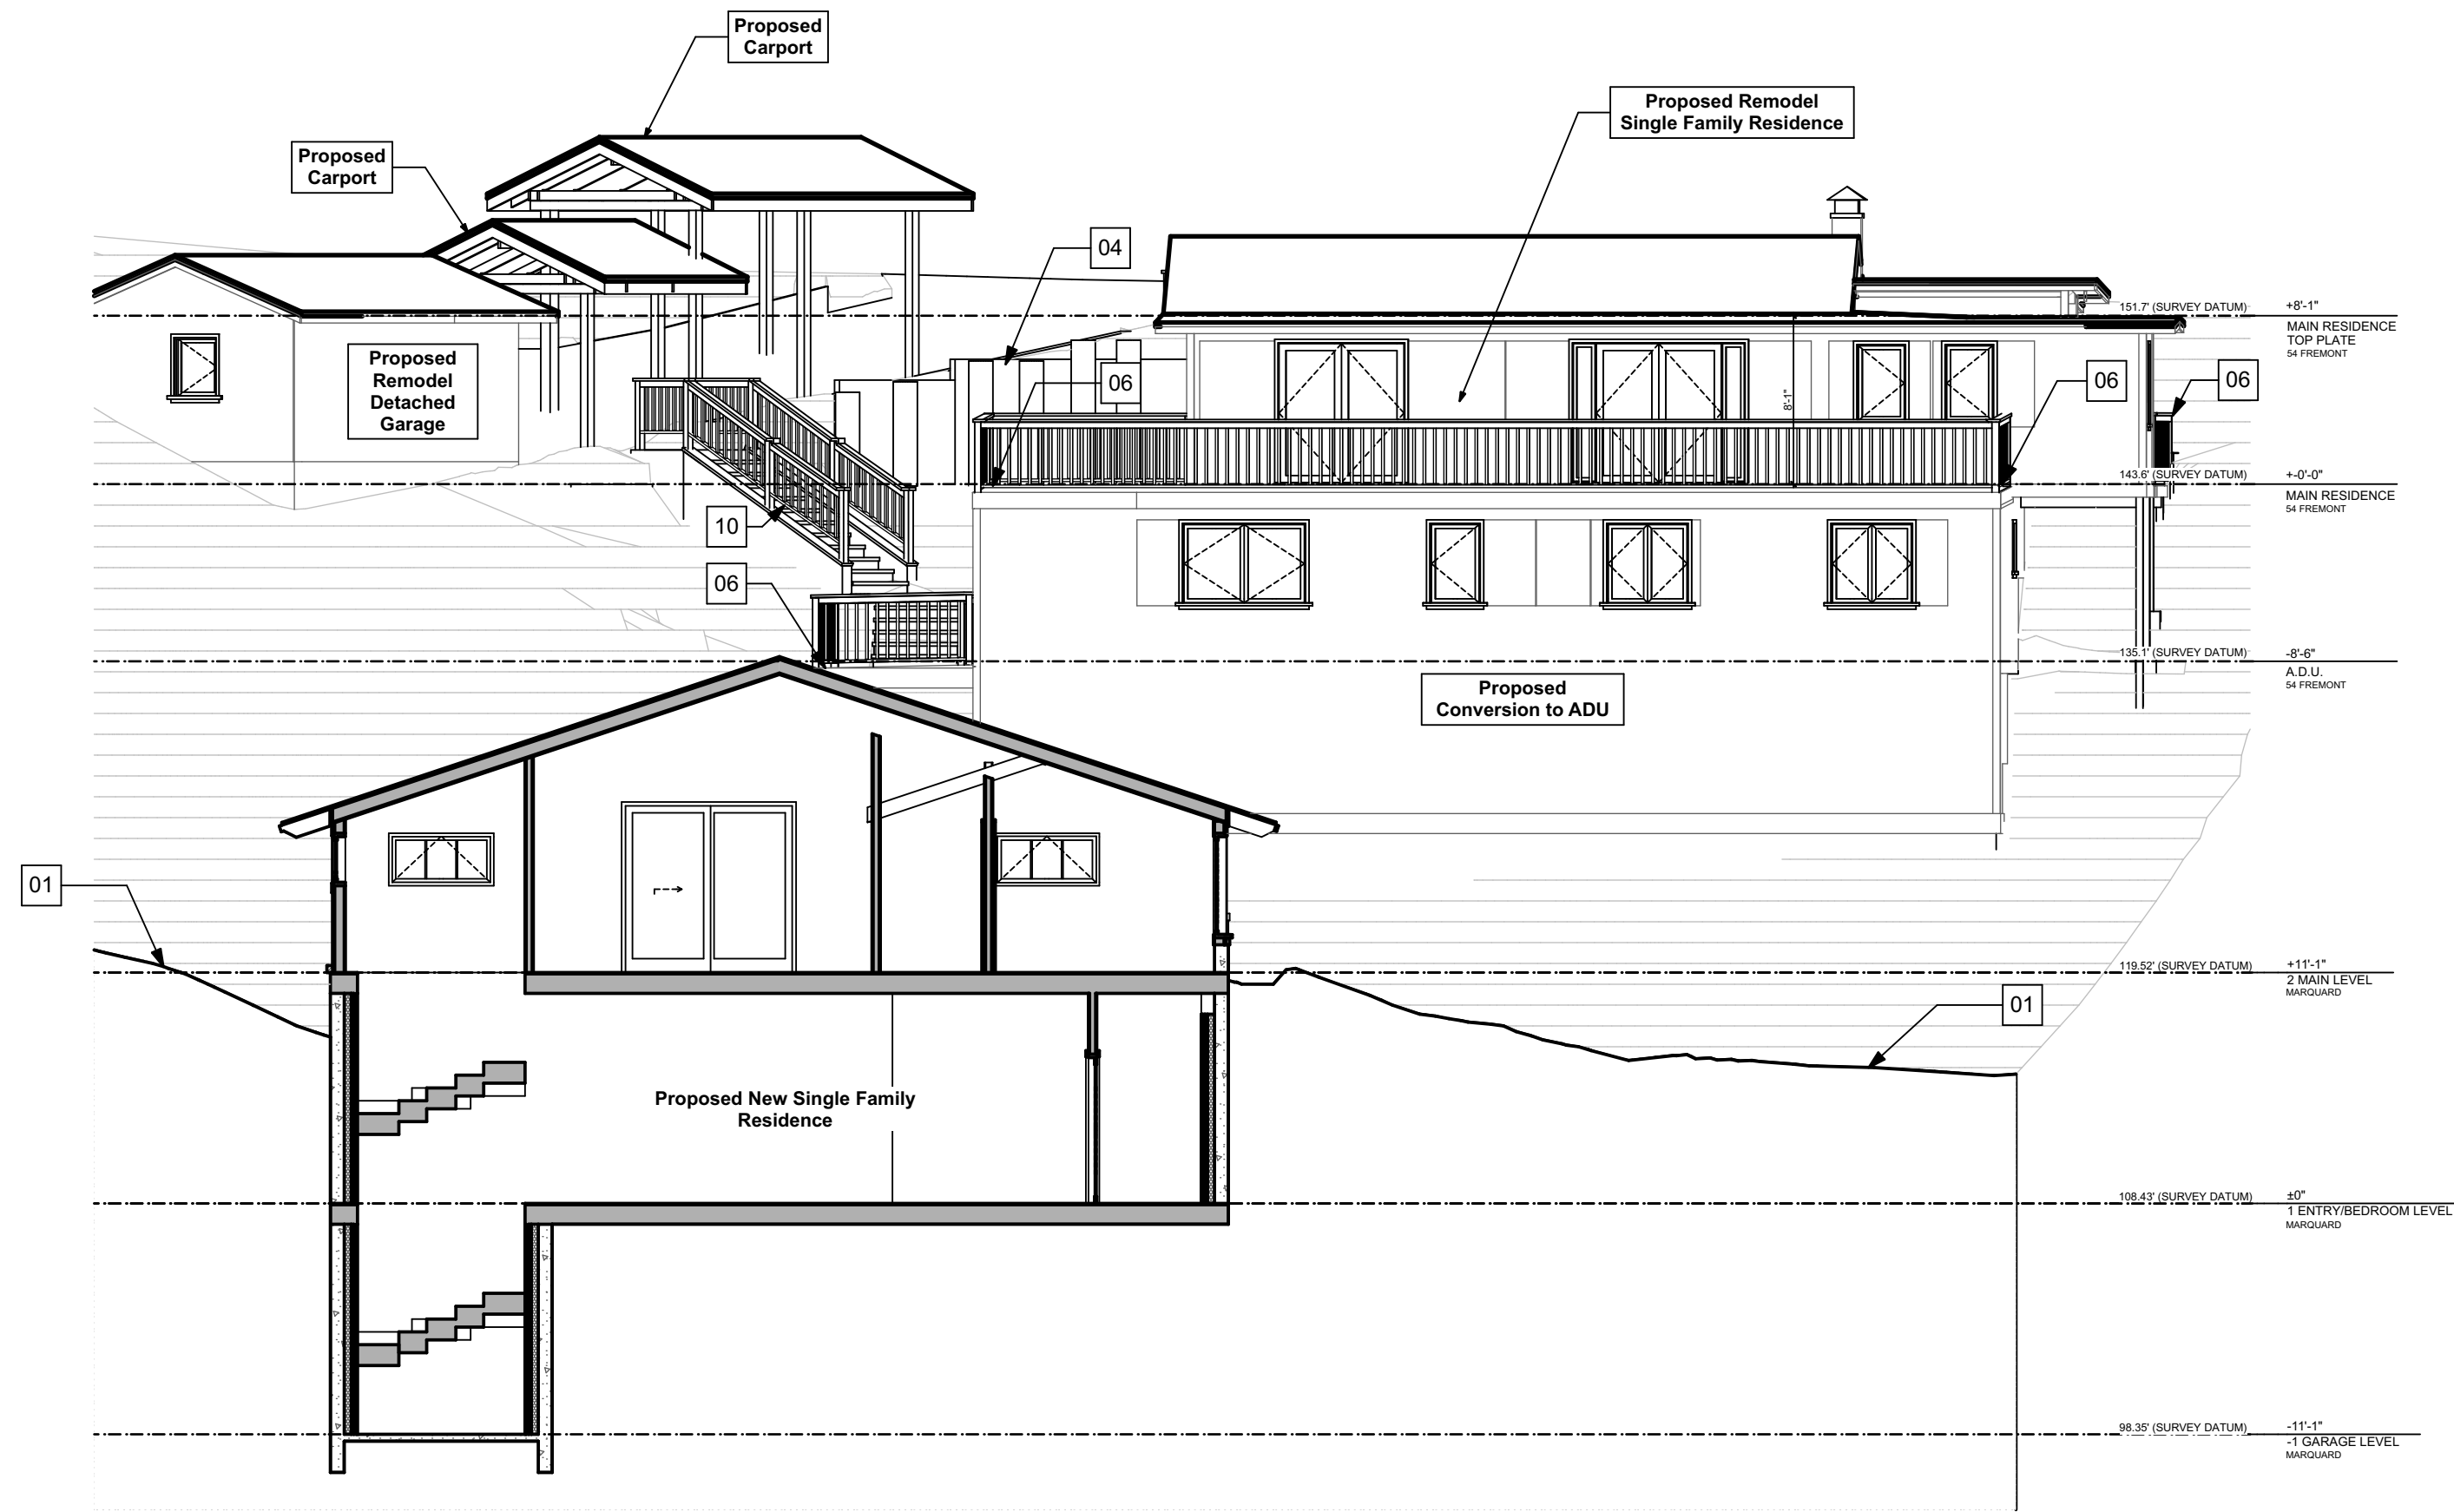 Proposed
Carport
Proposed
Carport
Proposed Remodel
Single Family Residence
04
151.7' (SURVEY DATUM)
+8'-1"
MAIN RESIDENCE
TOP PLATE
54 FREMONT
Proposed
Remodel
Detached
Garage
06
06
06
8'-1"
143.6' (SURVEY DATUM)
+-0'-0"
MAIN RESIDENCE
54 FREMONT
10
06
135.1' (SURVEY DATUM)
-8'-6"
A.D.U.
54 FREMONT
Proposed
Conversion to ADU
01
119.52' (SURVEY DATUM)
+11'-1"
2 MAIN LEVEL
MARQUARD
01
Proposed New Single Family
Residence
108.43' (SURVEY DATUM)
±0"
1 ENTRY/BEDROOM LEVEL
MARQUARD
98.35' (SURVEY DATUM)
-11'-1"
-1 GARAGE LEVEL
MARQUARD